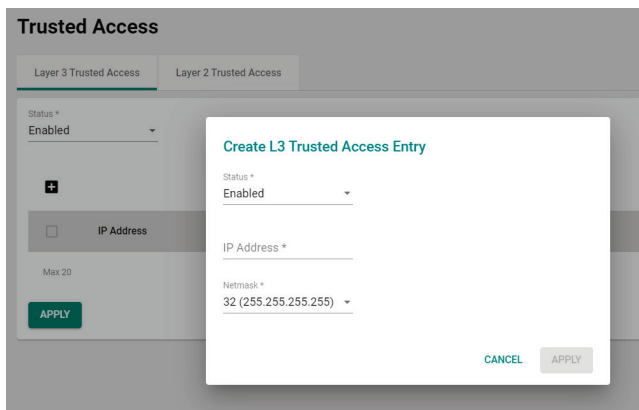 Trusted Access
Layer 3 Trusted Access
Layer 2 Trusted Access
Status *
Enabled
IP Address
Max 20
APPLY
Create L3 Trusted Access Entry
Status *
Enabled
IP Address *
Netmask *
32 (255.255.255.255)
CANCEL
APPLY